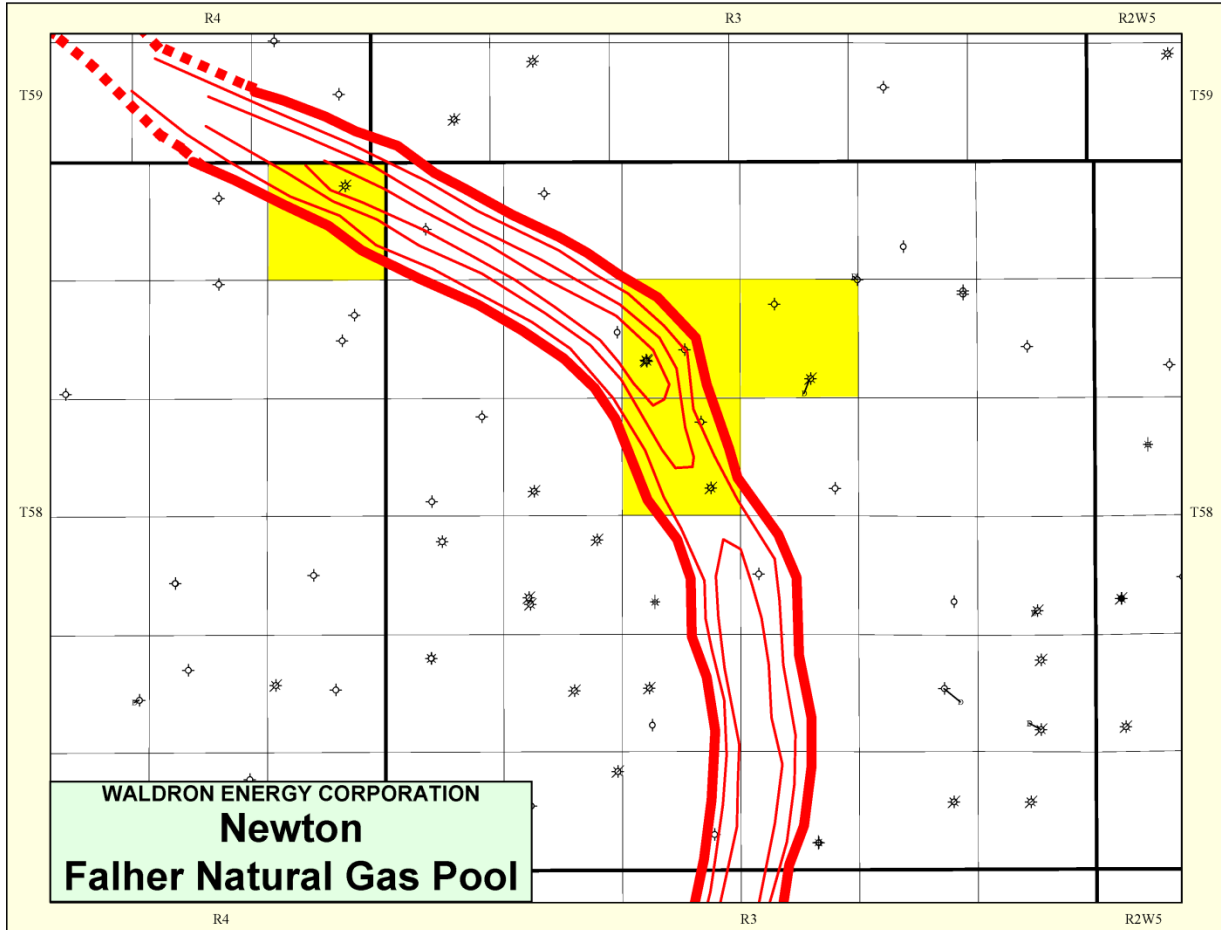 R4 R3 R2W5
T59 T59
T58 T58
WALDRON ENERGY CORPORATION
Newton
Falher Natural Gas Pool
R4 R3 R2W5